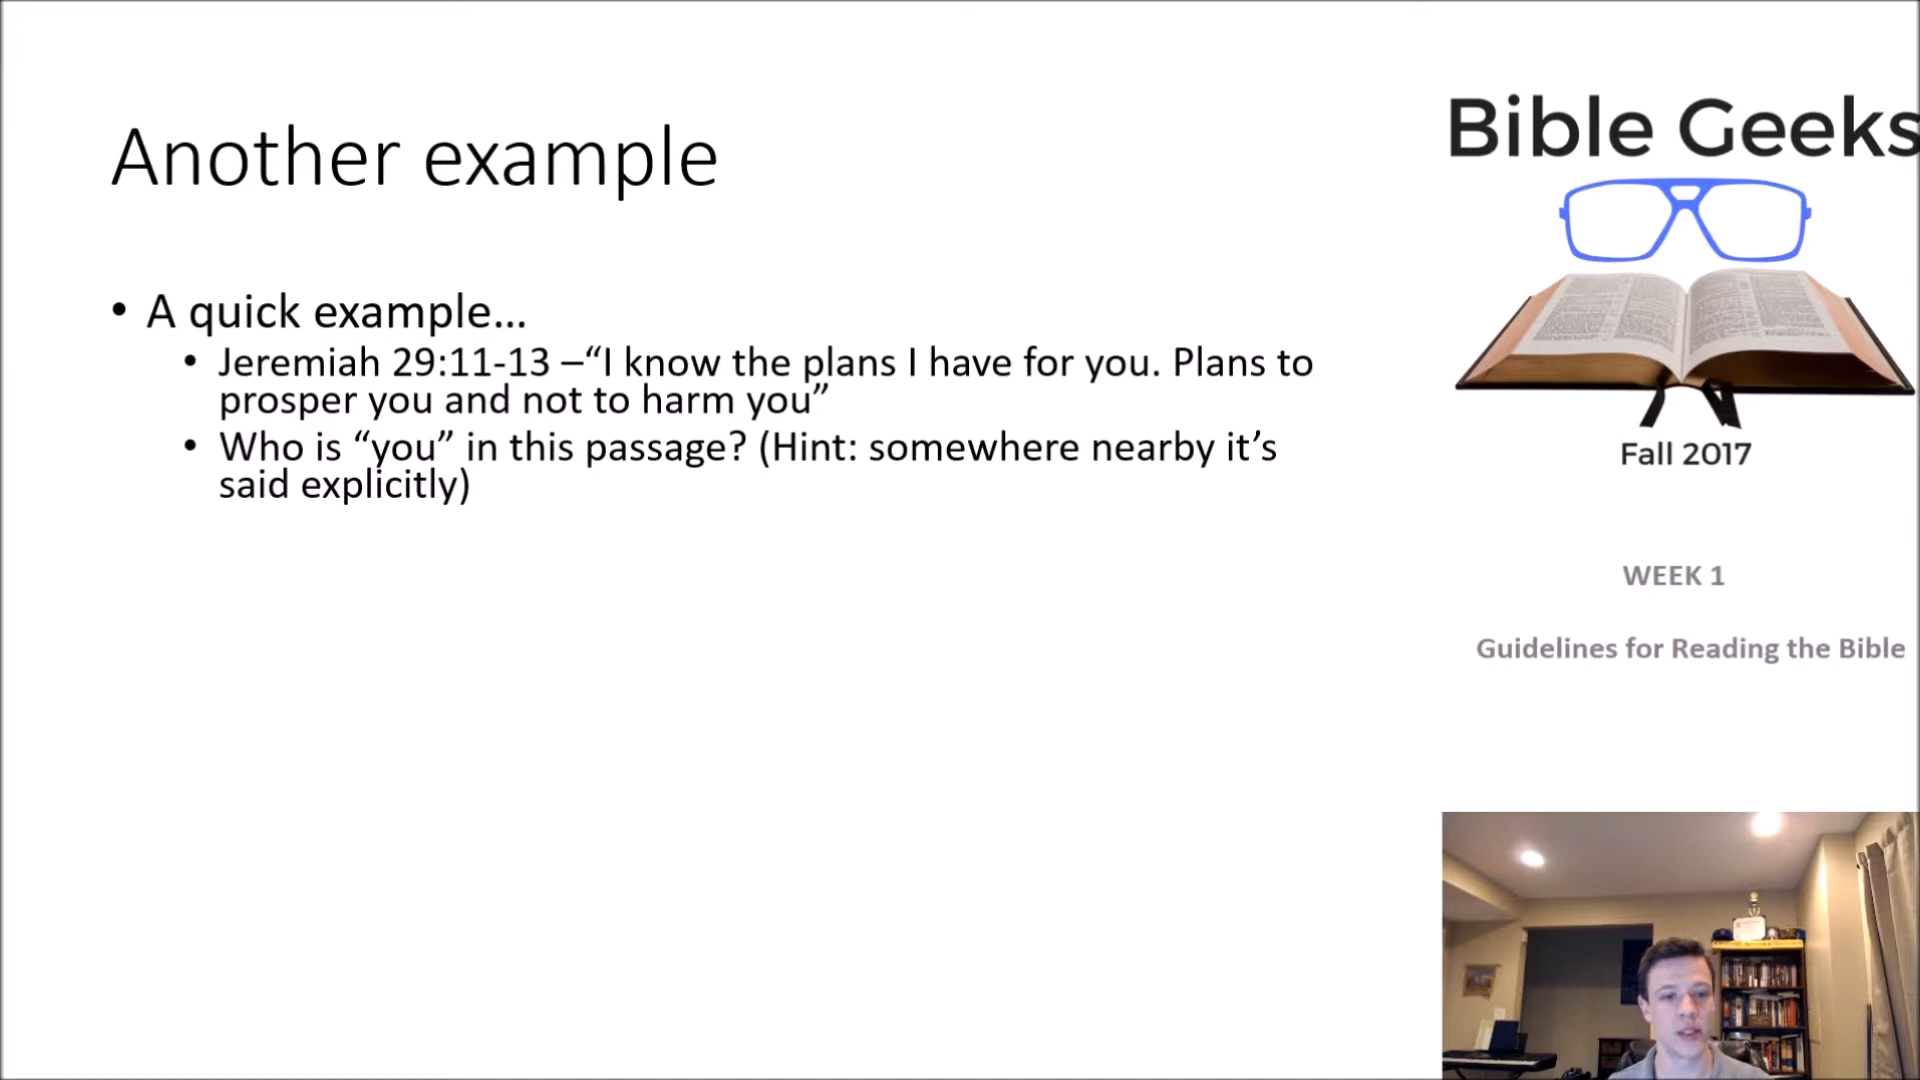 Another example
• A quick example...
• Jeremiah 29:11-13 –“I know the plans I have for you. Plans to
prosper you and not to harm you”
• Who is “you” in this passage? (Hint: somewhere nearby it’s
said explicitly)
Bible Geeks
Fall 2017
WEEK 1
Guidelines for Reading the Bible